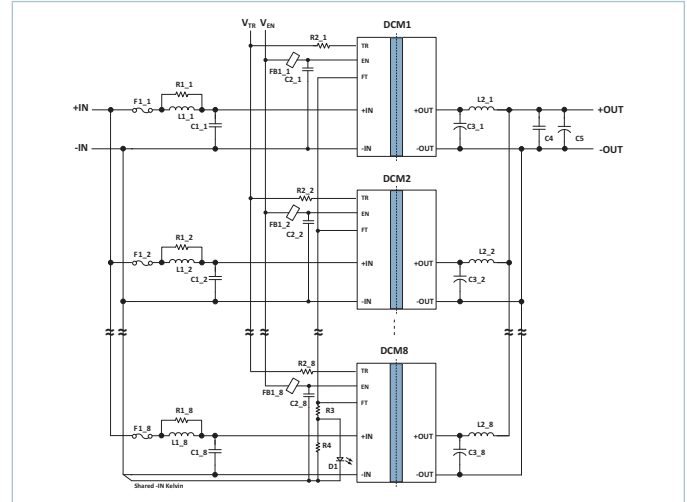 V_TR V_EN
DCM1
R2_1
TR
EN
FB1_1
C2_1
FT
R1_1
+IN
F1_1
L1_1
C1_1
+IN
+OUT
L2_1
+OUT
C3_1
C4
C5
-IN
-IN
-OUT
-OUT
DCM2
R2_2
TR
EN
FB1_2
C2_2
FT
R1_2
F1_2
L1_2
C1_2
+IN
+OUT
L2_2
C3_2
-IN
-OUT
DCM8
R2_8
TR
EN
FB1_8
C2_8
FT
R3
R1_8
F1_8
L1_8
C1_8
R4
D1
+IN
+OUT
L2_8
C3_8
-IN
-OUT
Shared -IN Kelvin